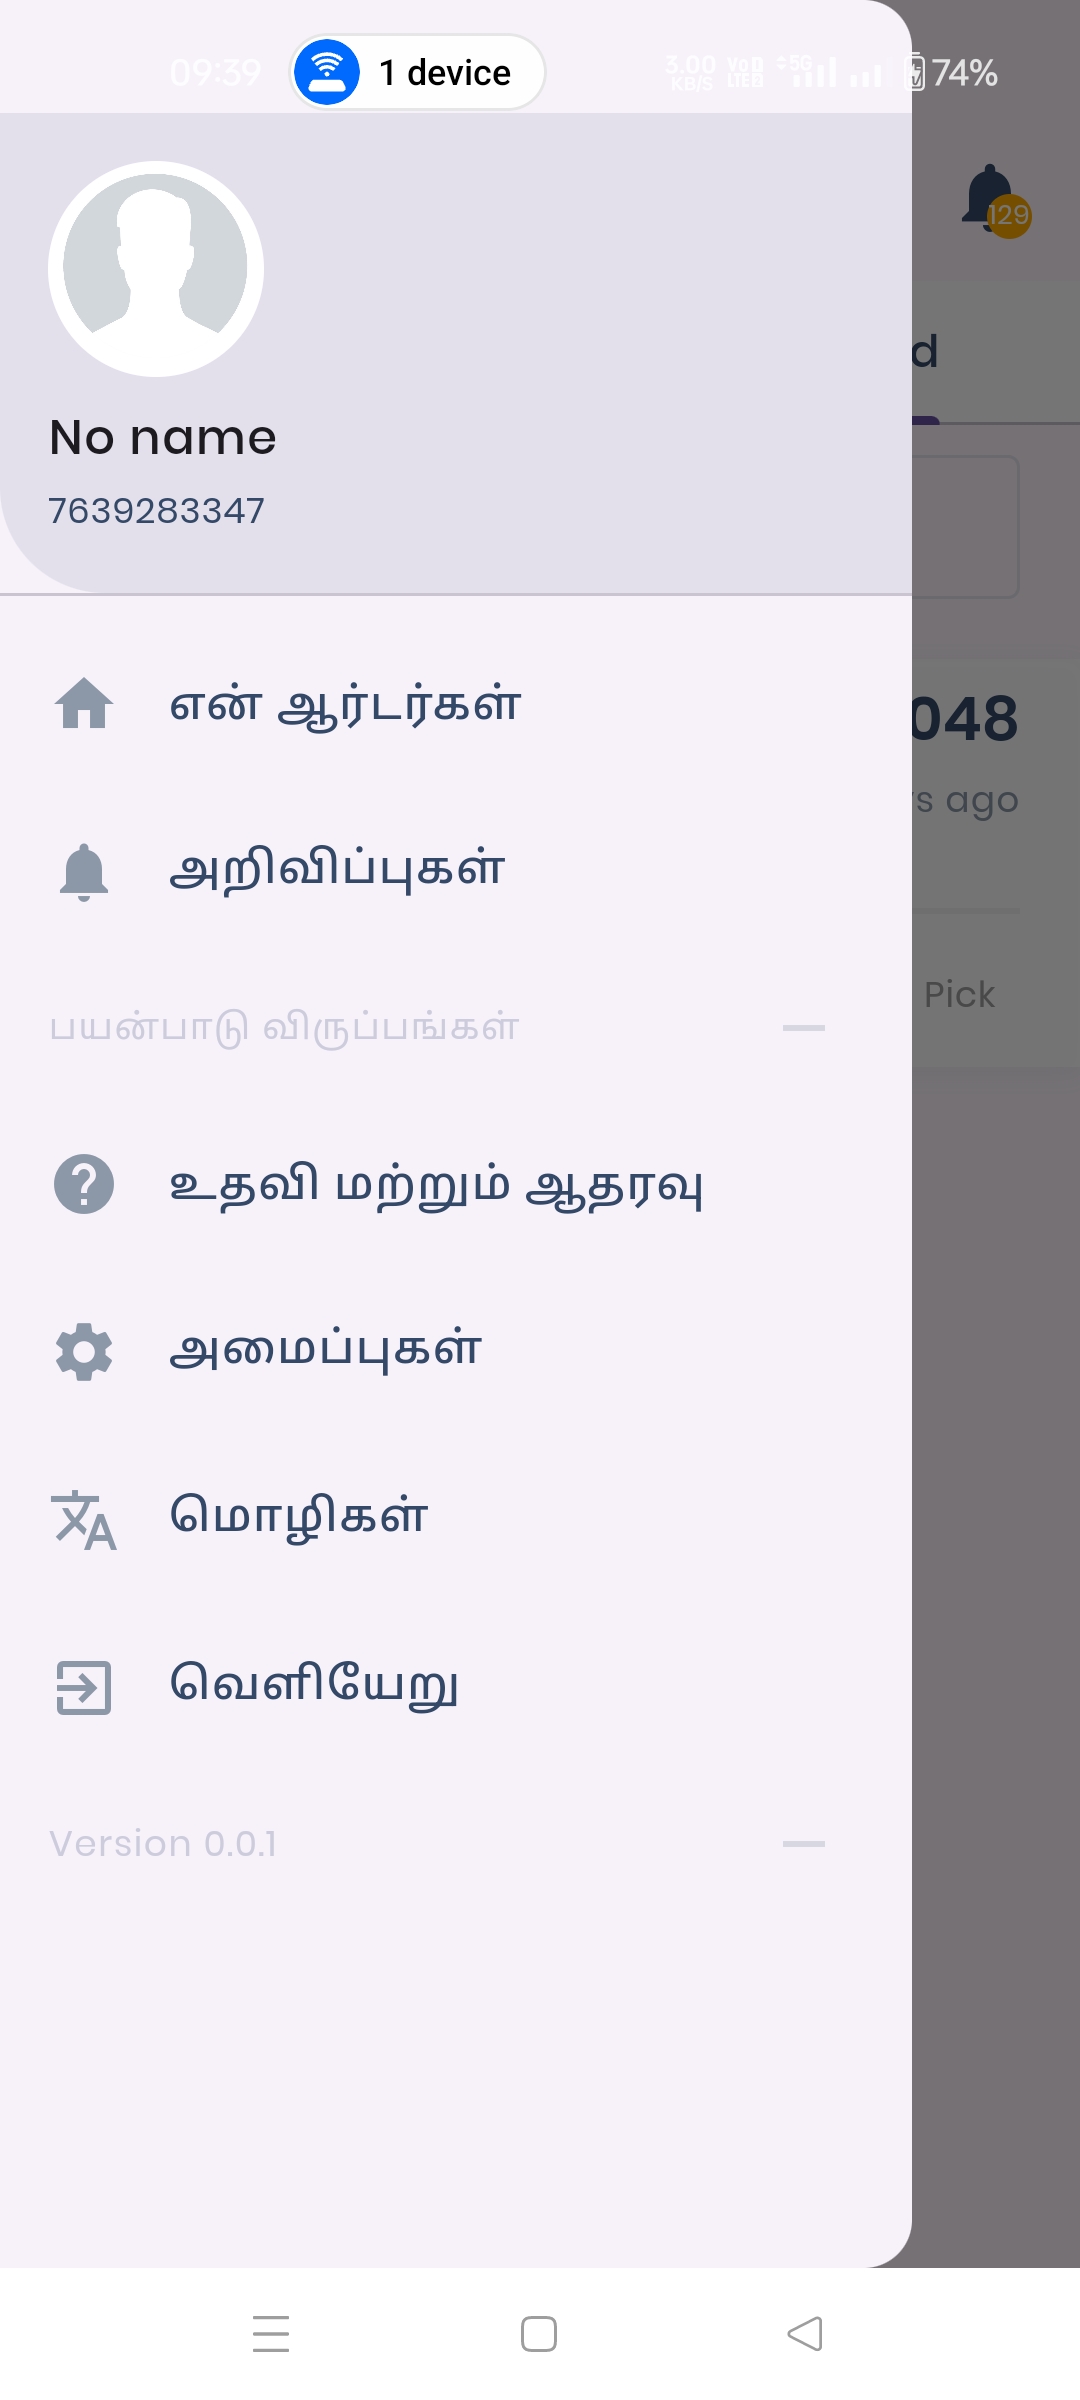 09:39 1 device 3.00 KB/S VoD LTED 5G 74%
129
No name
7639283347
d
என் ஆர்டர்கள்
048
s ago
அறிவிப்புகள்
பயன்பாடு விருப்பங்கள்
Pick
உதவி மற்றும் ஆதரவு
அமைப்புகள்
மொழிகள்
வெளியேறு
Version 0.0.1